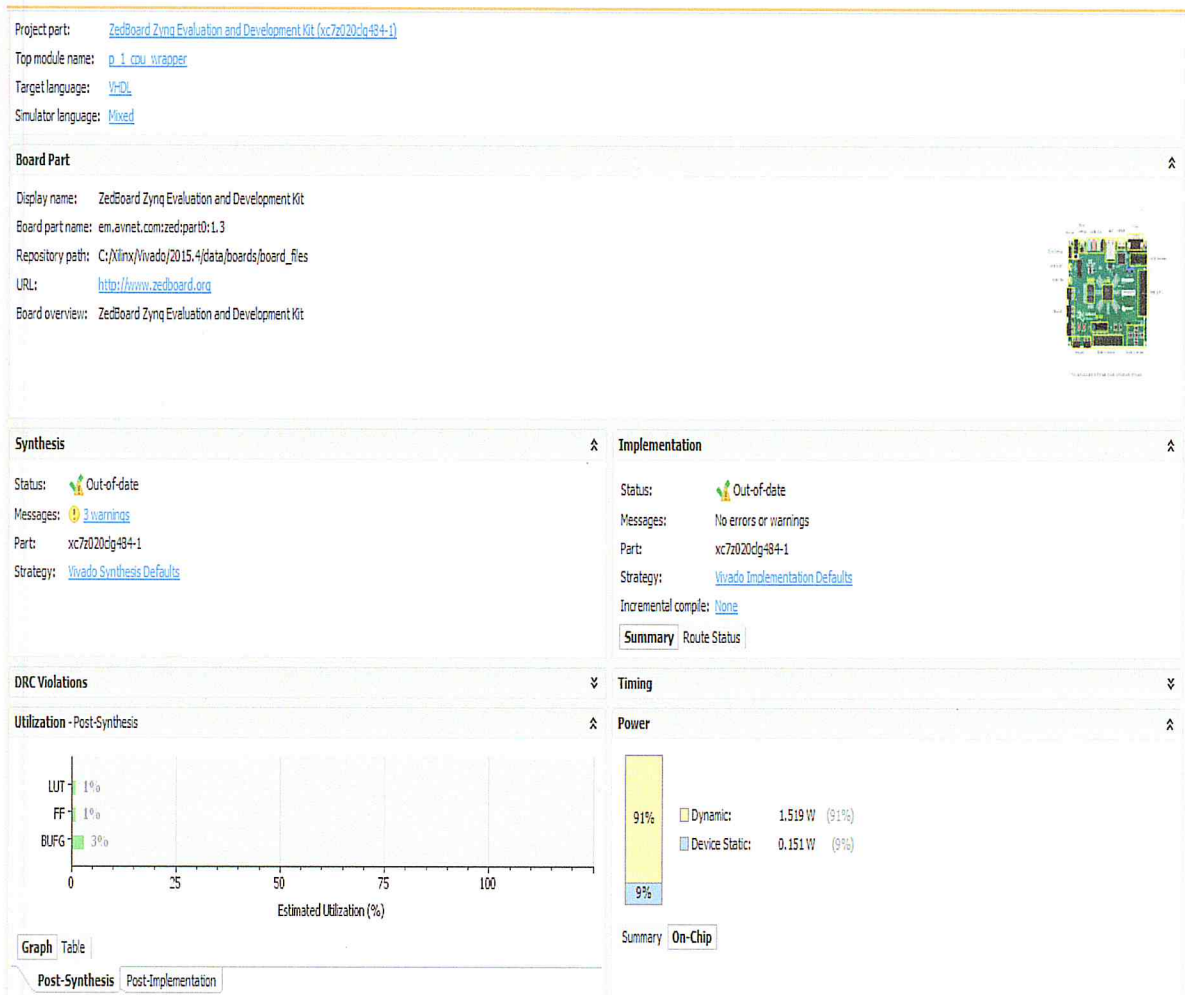 Project part: ZedBoard Zynq Evaluation and Development Kit (xc7z020clg484-1)
Top module name: p_1_cpu_wrapper
Target language: VHDL
Simulator language: Mixed
Board Part
Display name: ZedBoard Zynq Evaluation and Development Kit
Board part name: em.avnet.com:zed:part0:1.3
Repository path: C:/Xilinx/Vivado/2015.4/data/boards/board_files
URL: http://www.zedboard.org
Board overview: ZedBoard Zynq Evaluation and Development Kit
Synthesis
Status: Out-of-date
Messages: 3 warnings
Part: xc7z020clg484-1
Strategy: Vivado Synthesis Defaults
Implementation
Status: Out-of-date
Messages: No errors or warnings
Part: xc7z020clg484-1
Strategy: Vivado Implementation Defaults
Incremental compile: None
Summary Route Status
DRC Violations
Timing
Utilization - Post-Synthesis
LUT 1%
FF 1%
BUFG 3%
0 25 50 75 100
Estimated Utilization (%)
Graph Table
Post-Synthesis Post-Implementation
Power
91%
9%
Dynamic: 1.519 W (91%)
Device Static: 0.151 W (9%)
Summary On-Chip